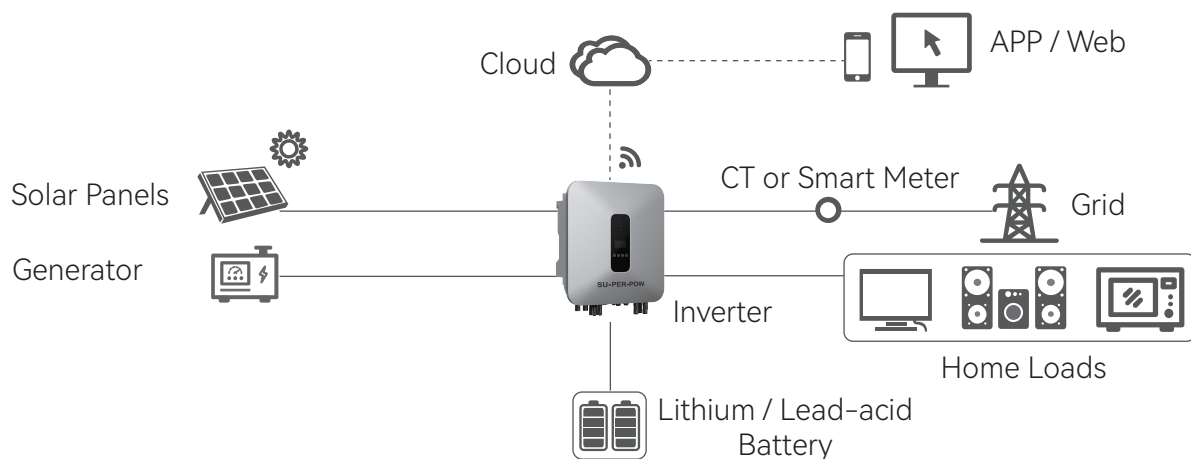 Cloud
APP / Web
Solar Panels
CT or Smart Meter
Grid
Generator
SU•PER•POW
Inverter
Home Loads
Lithium / Lead-acid
Battery